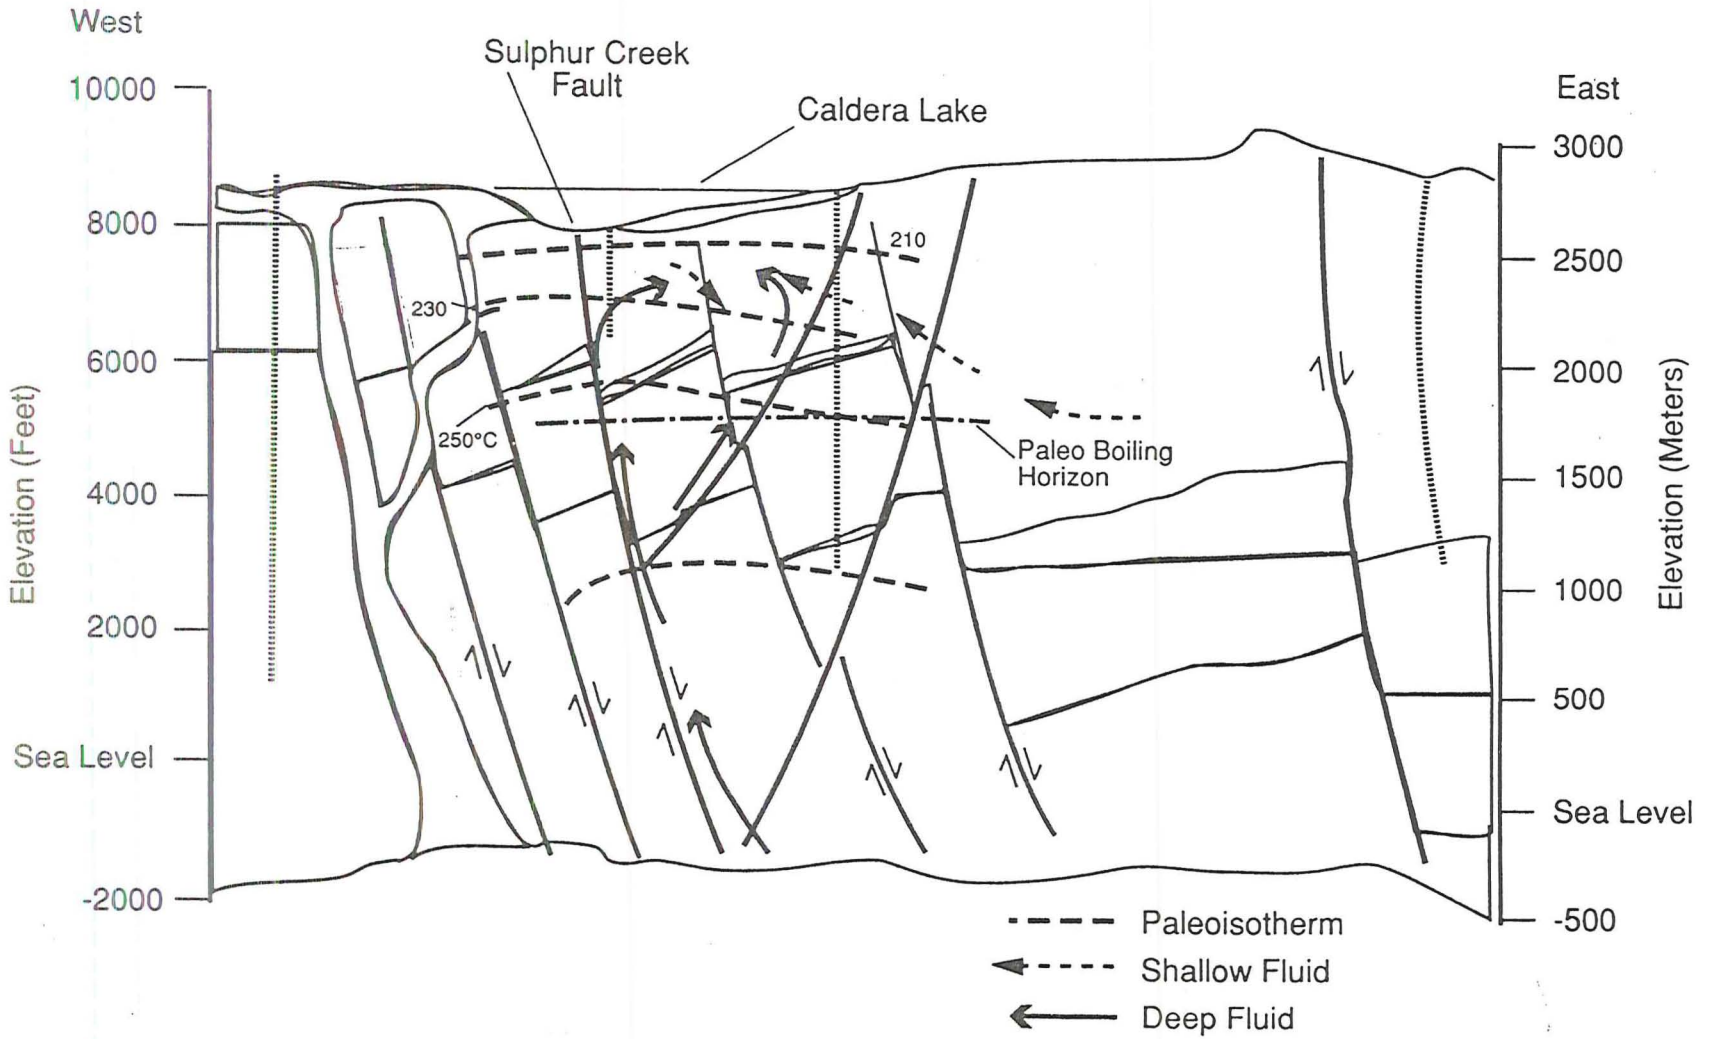 West
Sulphur Creek
Fault
Caldera Lake
East
10000
8000
6000
4000
2000
Sea Level
-2000
Elevation (Feet)
3000
2500
2000
1500
1000
500
Sea Level
-500
Elevation (Meters)
210
230
250°C
Paleo Boiling
Horizon
Paleoisotherm
Shallow Fluid
Deep Fluid